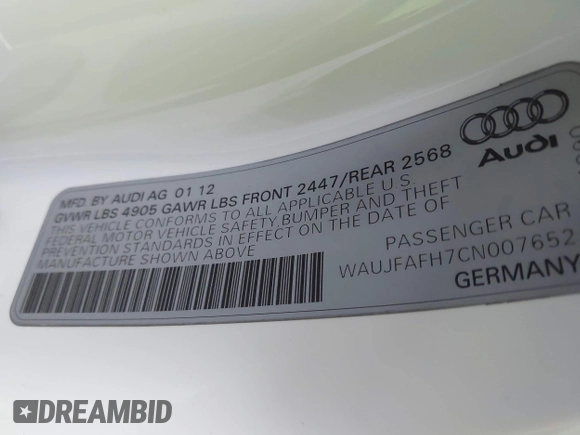 MFD. BY AUDI AG 01 12
GVWR LBS 4905 GAWR LBS FRONT 2447/REAR 2568
THIS VEHICLE CONFORMS TO ALL APPLICABLE U.S.
FEDERAL MOTOR VEHICLE SAFETY BUMPER AND THEFT
PREVENTION STANDARDS IN EFFECT ON THE DATE OF
MANUFACTURE SHOWN ABOVE
Audi
PASSENGER CAR
WAUJFAFH7CN007652
GERMANY
DREAMBID